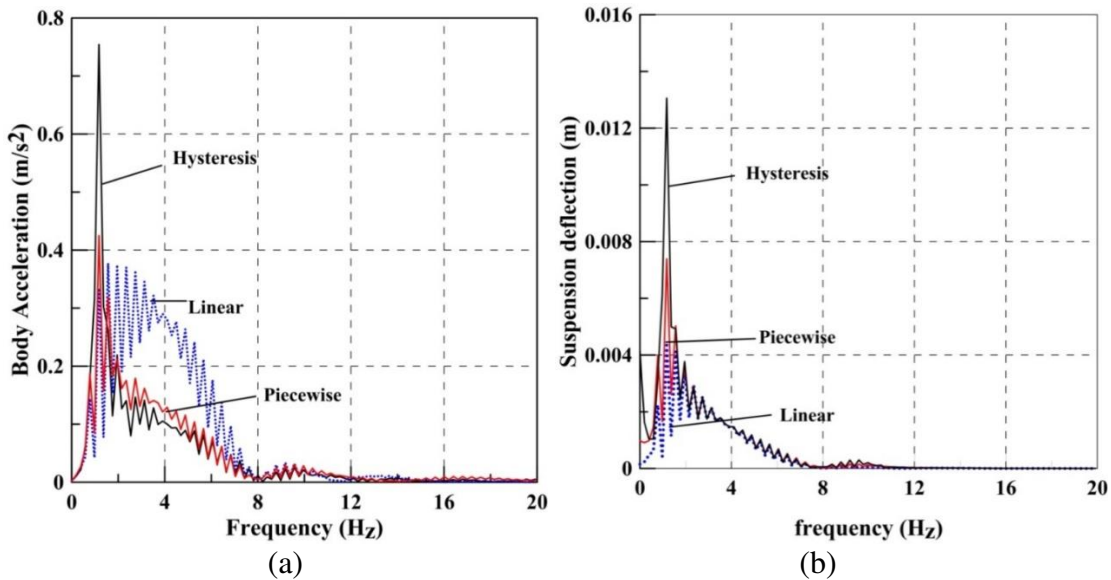 Body Acceleration (m/s2)
0.8
0.6
0.4
0.2
0
Hysteresis
Linear
Piecewise
0
4
8
12
16
20
Frequency (Hz)
(a)
Suspension deflection (m)
0.016
0.012
0.008
0.004
0
Hysteresis
Piecewise
Linear
0
4
8
12
16
20
frequency (Hz)
(b)